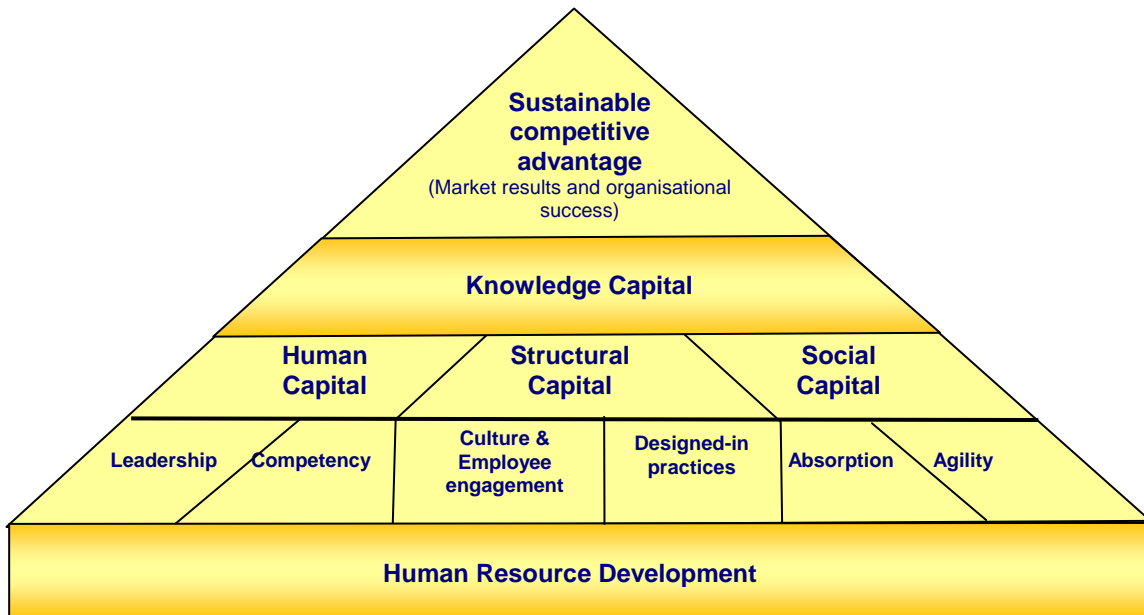 Sustainable
competitive
advantage
(Market results and organisational
success)
Knowledge Capital
Human
Capital
Structural
Capital
Social
Capital
Leadership
Competency
Culture &
Employee
engagement
Designed-in
practices
Absorption
Agility
Human Resource Development